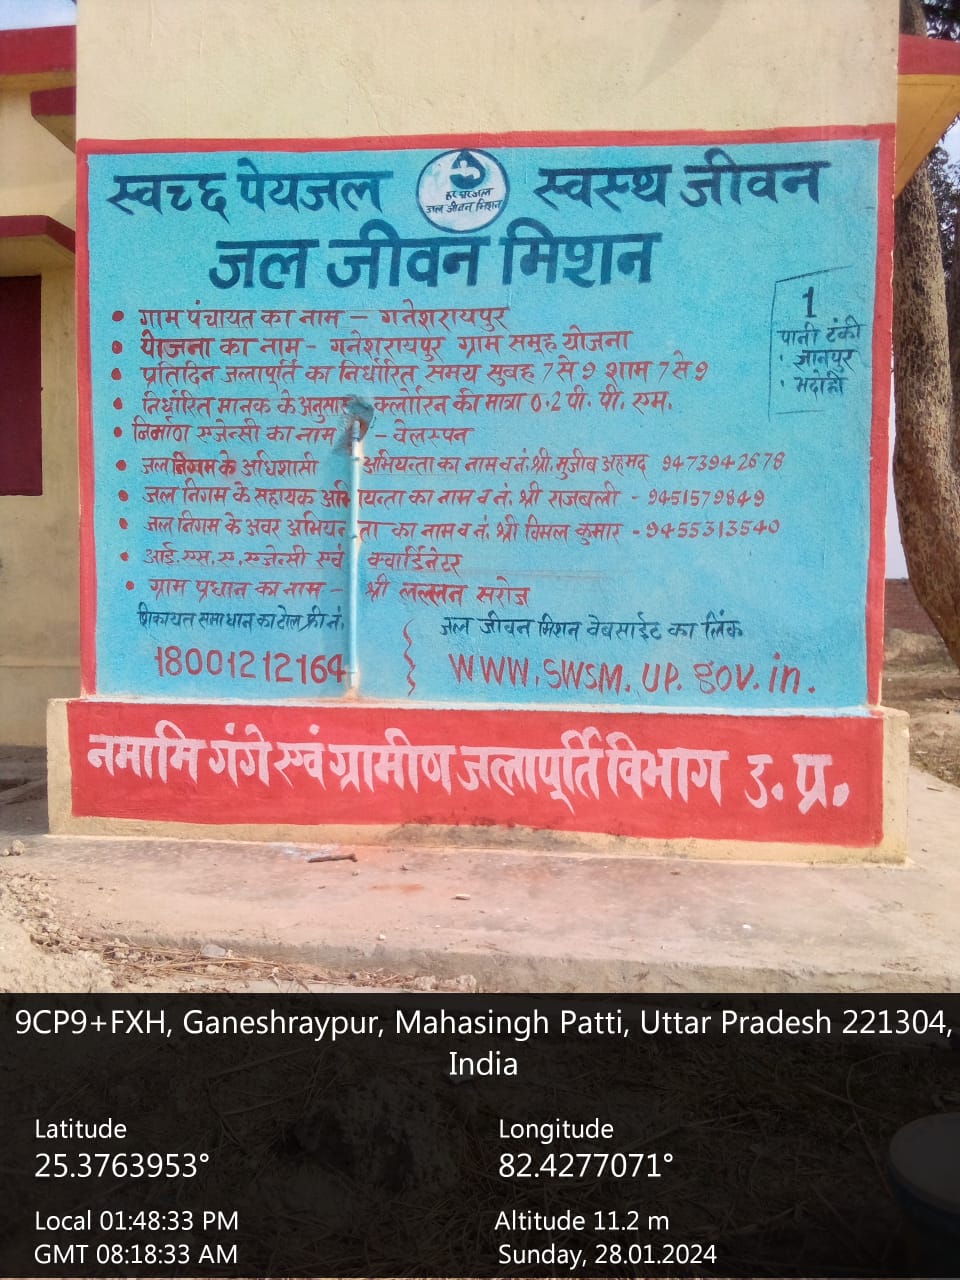 स्वच्छ पेयजल
हर घर जल
जल जीवन मिशन
स्वस्थ जीवन
जल जीवन मिशन
1
पानी टंकी
• ज्ञानपुर
• भदोही
• ग्राम पंचायत का नाम – गनेशरायपुर
• योजना का नाम - गनेशरायपुर ग्राम समूह योजना
• प्रतिदिन जलापूर्ति का निर्धारित समय सुबह 7 से 9 शाम 7 से 9
• निर्धारित मानक के अनुसार क्लोरिन की मात्रा 0.2 पी. पी. एम.
• निर्माण एजेन्सी का नाम - वेलस्पन
• जल निगम के अधिशासी अभियन्ता का नाम व नं. श्री. मुजीब अहमद 9473942678
• जल निगम के सहायक अभियन्ता का नाम व नं. श्री राजबली - 9451579849
• जल निगम के अवर अभियन्ता का नाम व नं. श्री विमल कुमार - 9455313540
• आई. एस. ए. एजेन्सी एवं क्वार्डिनेटर
• ग्राम प्रधान का नाम - श्री लल्लन सरोज
शिकायत समाधान का टोल फ्री नं.
18001212164
जल जीवन मिशन वेबसाईट का लिंक
WWW.SWSM.UP.gov.in.
नमामि गंगे एवं ग्रामीण जलापूर्ति विभाग उ. प्र.
9CP9+FXH, Ganeshraypur, Mahasingh Patti, Uttar Pradesh 221304,
India
Latitude
25.3763953°
Longitude
82.4277071°
Local 01:48:33 PM
GMT 08:18:33 AM
Altitude 11.2 m
Sunday, 28.01.2024